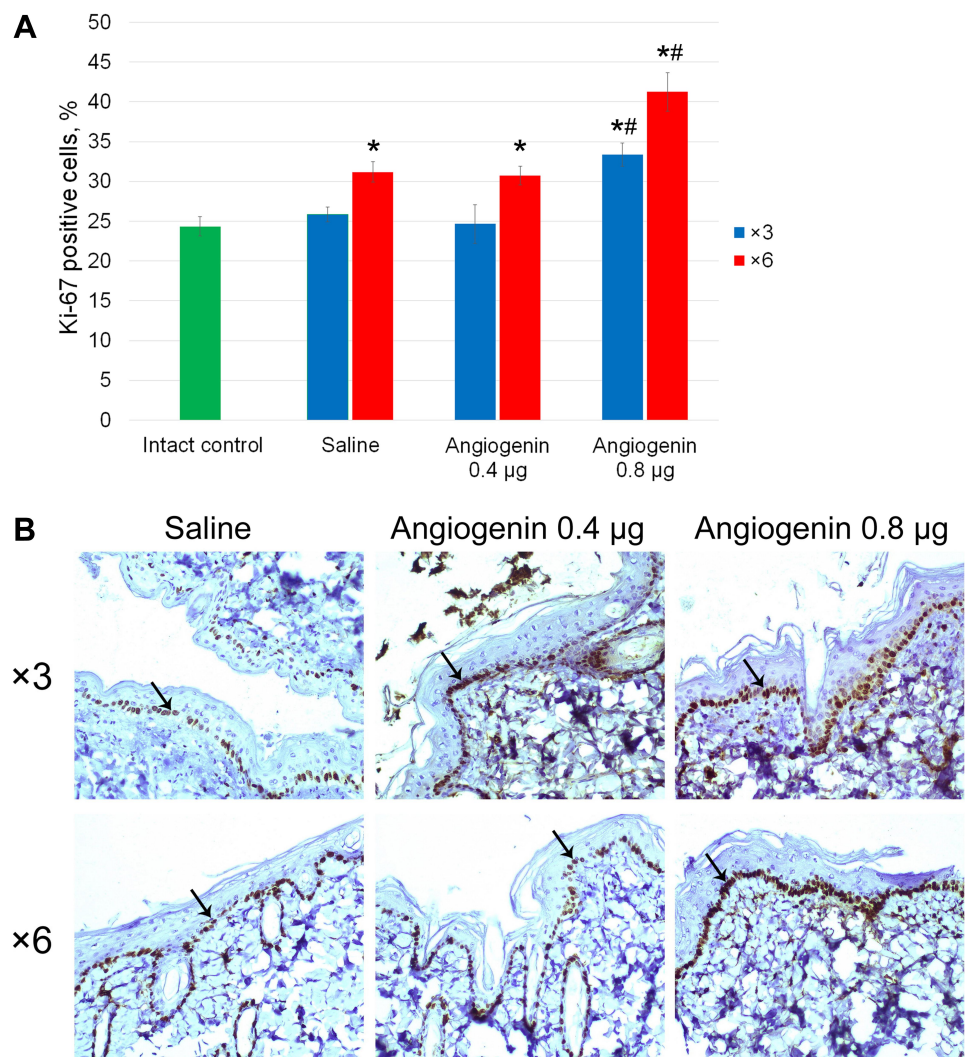 A
50
45
40
35
30
25
20
15
10
5
0
Ki-67 positive cells, %
*
*
*#
*#
×3
×6
Intact control
Saline
Angiogenin
0.4 µg
Angiogenin
0.8 µg
B
Saline
Angiogenin 0.4 µg
Angiogenin 0.8 µg
×3
×6